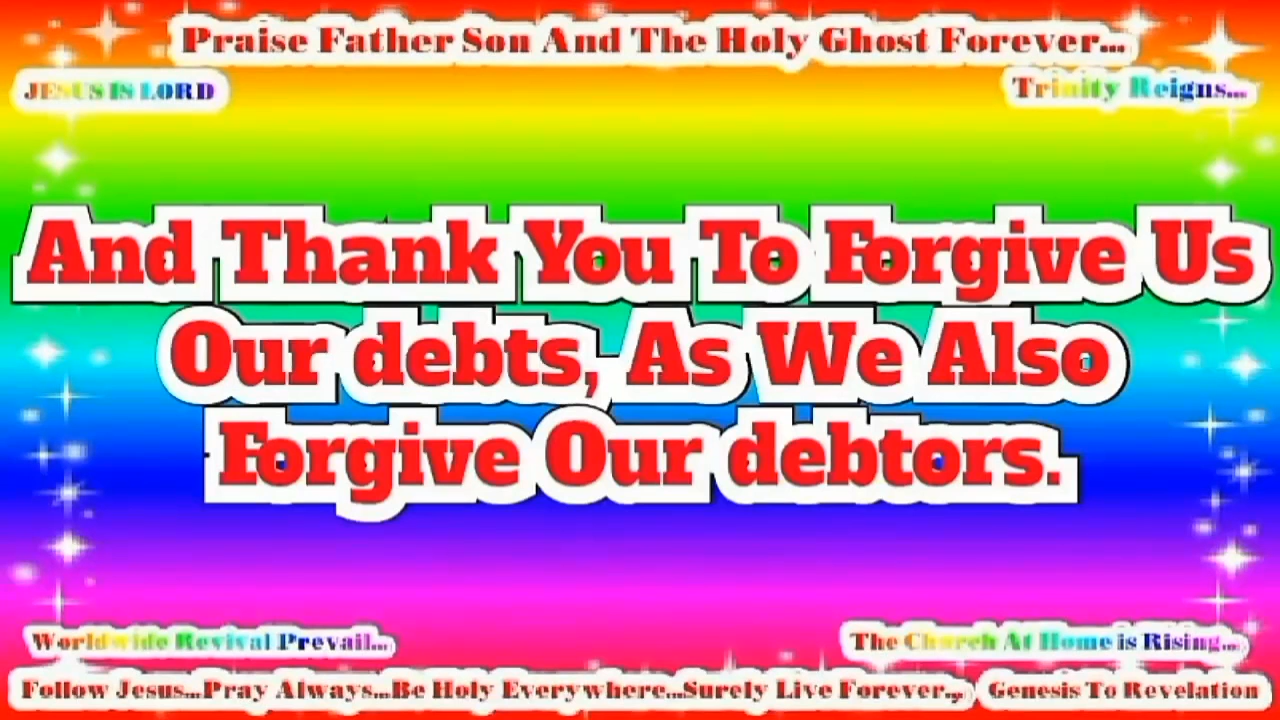 Praise Father Son And The Holy Ghost Forever...
JESUS IS LORD
Trinity Reigns...
And Thank You To Forgive Us
Our debts, As We Also
Forgive Our debtors.
Worldwide Revival Prevail...
The Church At Home is Rising...
Follow Jesus...Pray Always...Be Holy Everywhere...Surely Live Forever...,
Genesis To Revelation